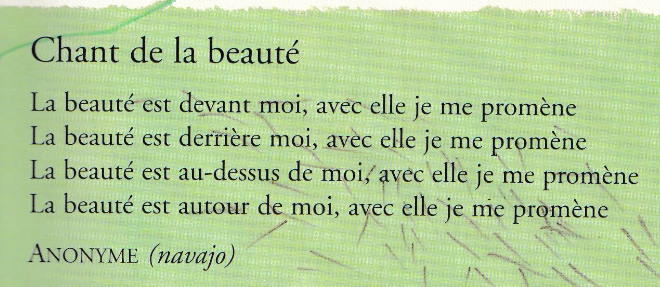 Chant de la beauté
La beauté est devant moi, avec elle je me promène
La beauté est derrière moi, avec elle je me promène
La beauté est au-dessus de moi, avec elle je me promène
La beauté est autour de moi, avec elle je me promène
ANONYME (navajo)